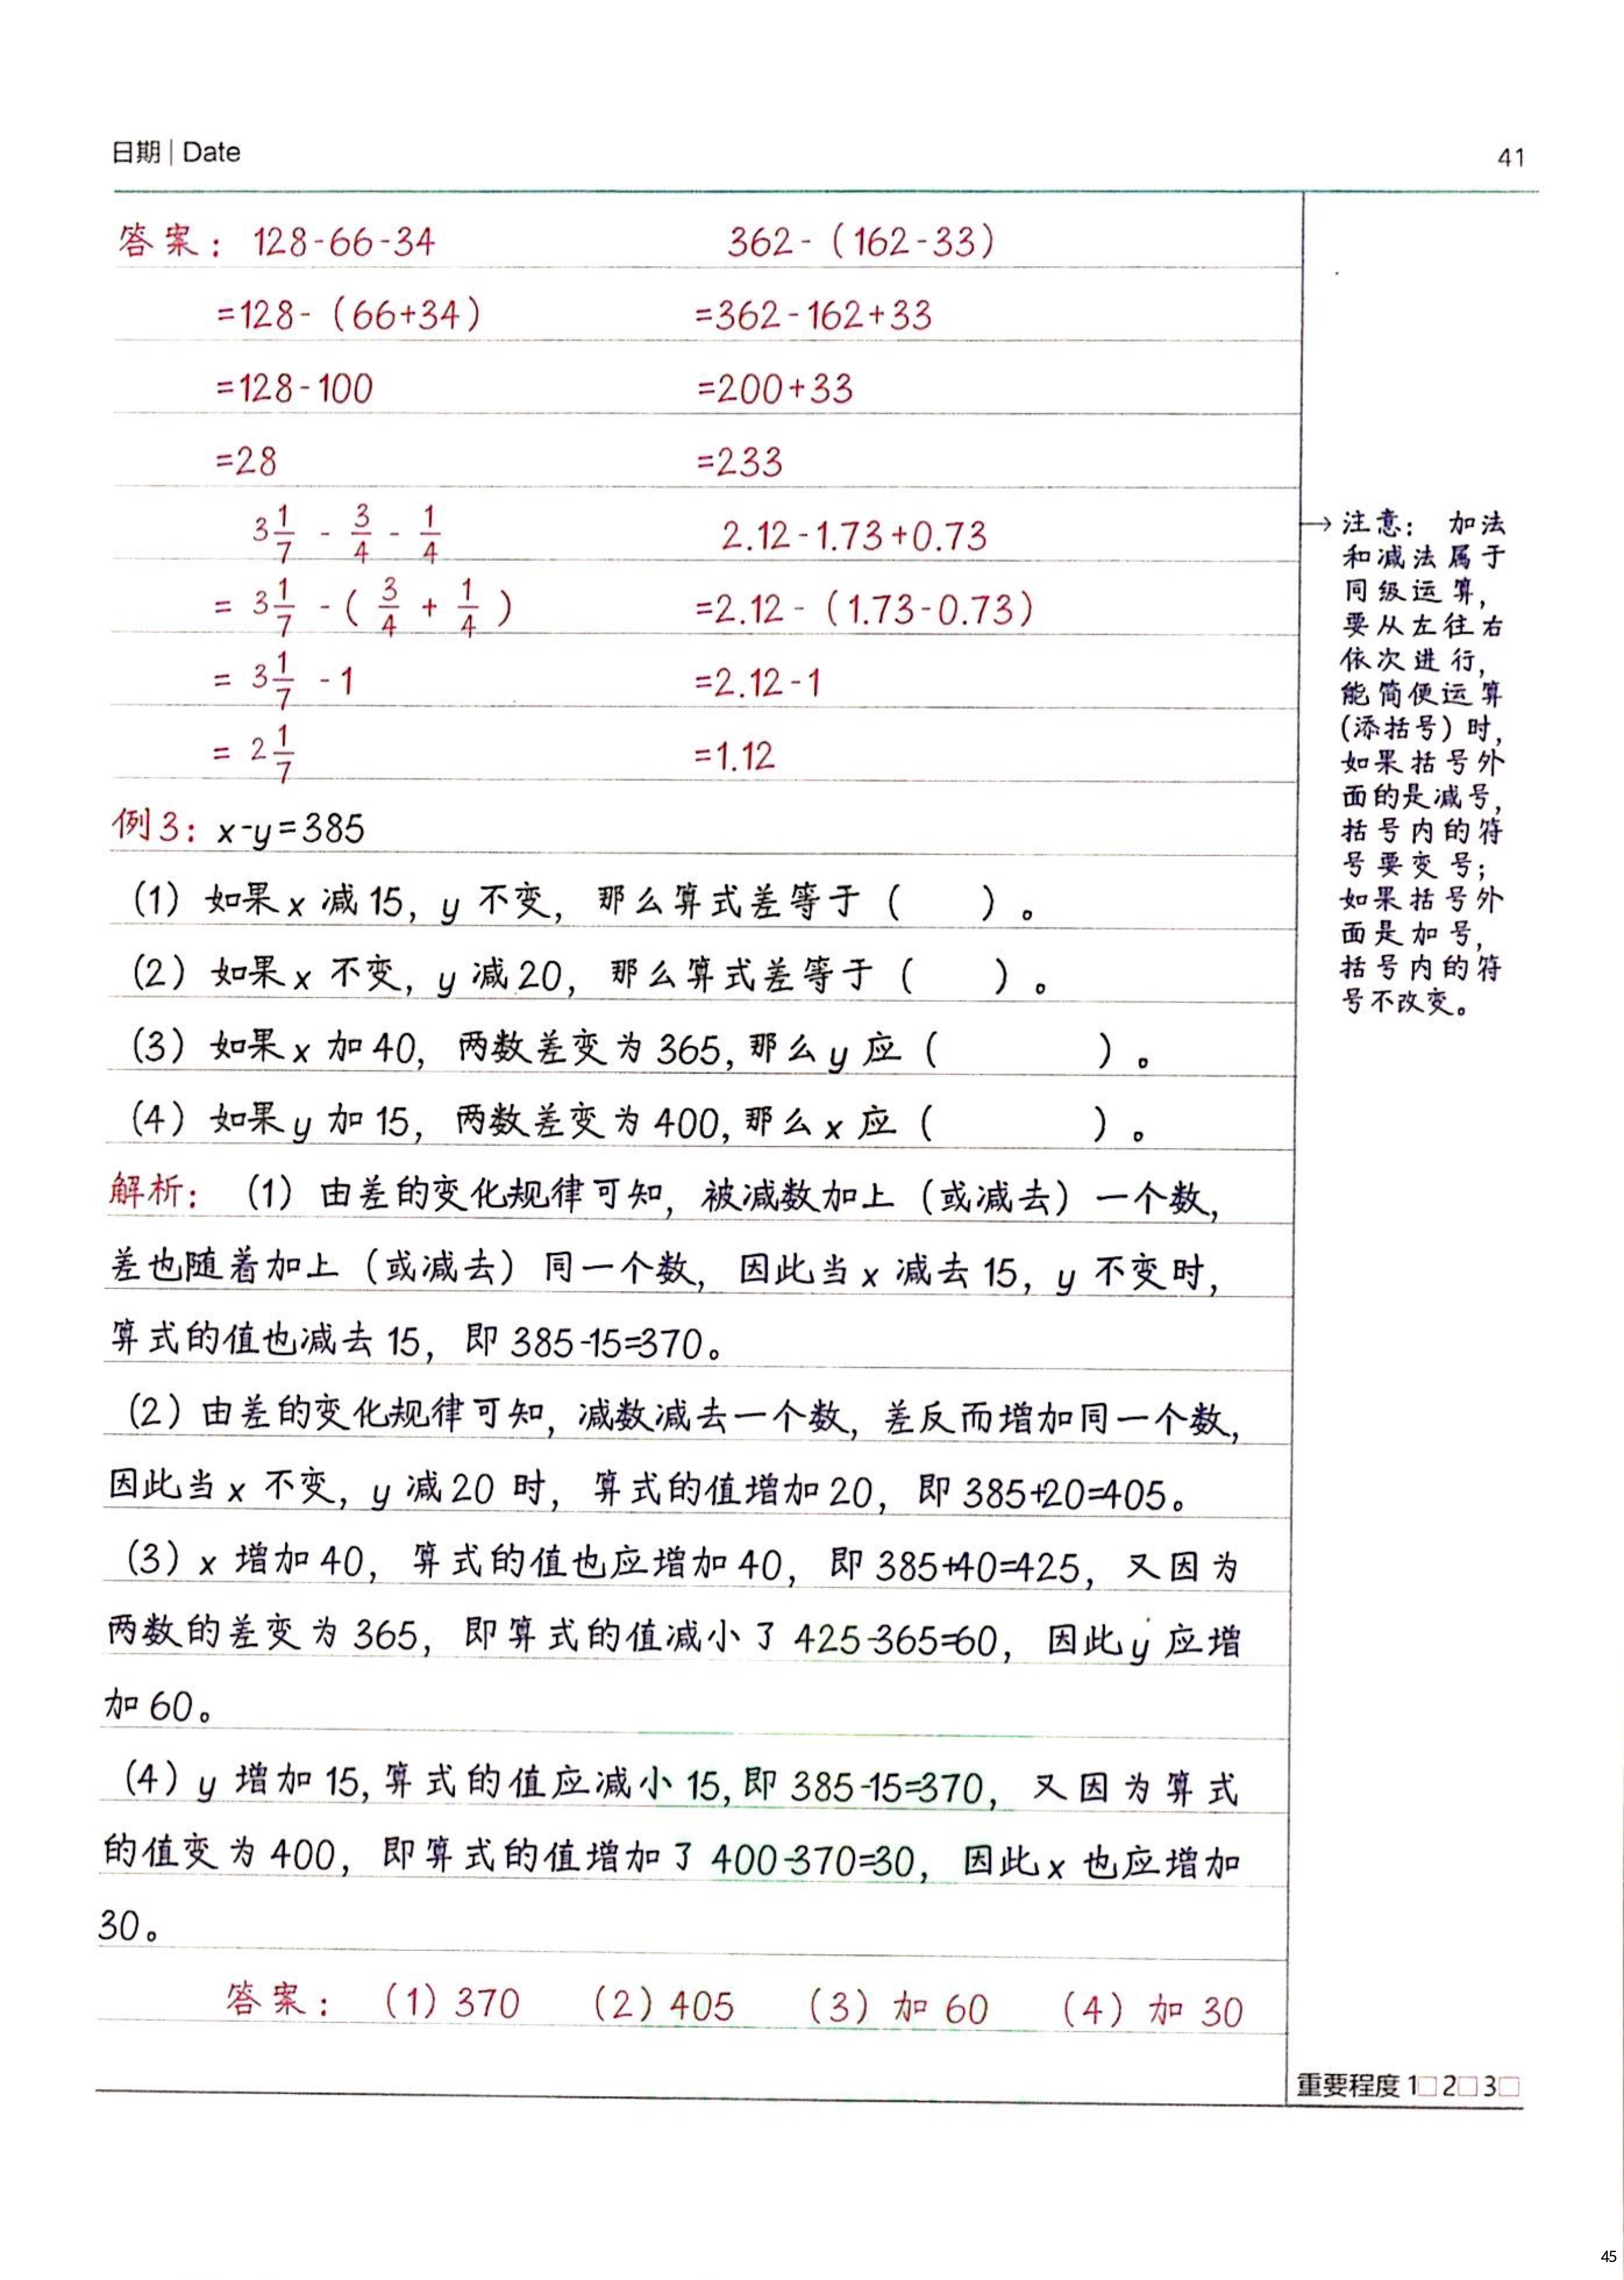 日期 | Date
41
答案： 128-66-34 362-（162-33）
=128-（66+34） =362-162+33
=128-100 =200+33
=28 =233
3 1/7 - 3/4 - 1/4 2.12-1.73+0.73
= 3 1/7 -( 3/4 + 1/4 ) =2.12-（1.73-0.73）
= 3 1/7 -1 =2.12-1
= 2 1/7 =1.12
例3: x-y=385
(1) 如果x减15, y不变, 那么算式差等于（ ）。
(2) 如果x不变, y减20, 那么算式差等于（ ）。
(3) 如果x加40, 两数差变为365,那么y应（ ）。
(4) 如果y加15, 两数差变为400,那么x应（ ）。
解析: (1) 由差的变化规律可知, 被减数加上（或减去）一个数,
差也随着加上（或减去）同一个数, 因此当x减去15, y不变时,
算式的值也减去15, 即385-15=370。
(2) 由差的变化规律可知, 减数减去一个数, 差反而增加同一个数,
因此当x不变, y减20时, 算式的值增加20, 即385+20=405。
(3) x增加40, 算式的值也应增加40, 即385+40=425, 又因为
两数的差变为365, 即算式的值减小了425-365=60, 因此y应增
加60。
(4) y增加15,算式的值应减小15,即385-15=370, 又因为算式
的值变为400, 即算式的值增加了400-370=30, 因此x也应增加
30。
答案: (1) 370 (2) 405 (3) 加60 (4) 加30
→注意: 加法
和减法属于
同级运算,
要从左往右
依次进行,
能简便运算
(添括号)时,
如果括号外
面的是减号,
括号内的符
号要变号;
如果括号外
面是加号,
括号内的符
号不改变。
重要程度 1□ 2□ 3□
45